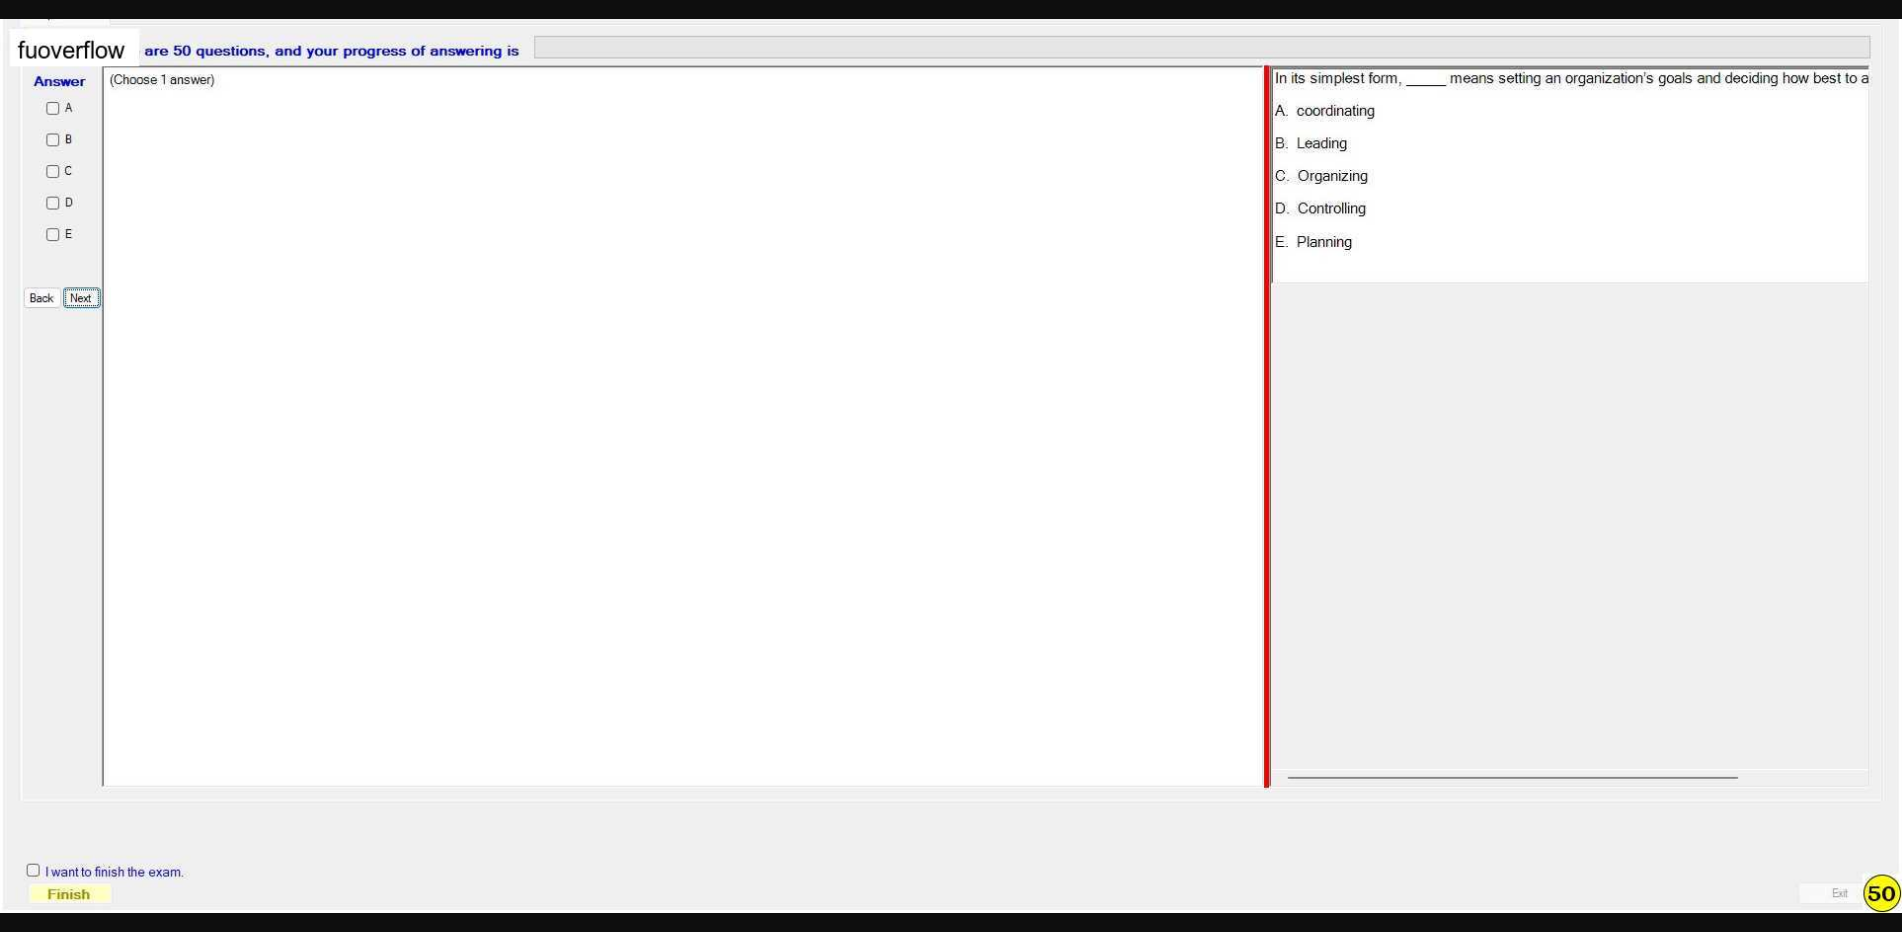 fuoverflow are 50 questions, and your progress of answering is
Answer
A
B
C
D
E
Back Next
(Choose 1 answer)
In its simplest form, _____ means setting an organization's goals and deciding how best to a
A. coordinating
B. Leading
C. Organizing
D. Controlling
E. Planning
I want to finish the exam.
Finish
Exit 50